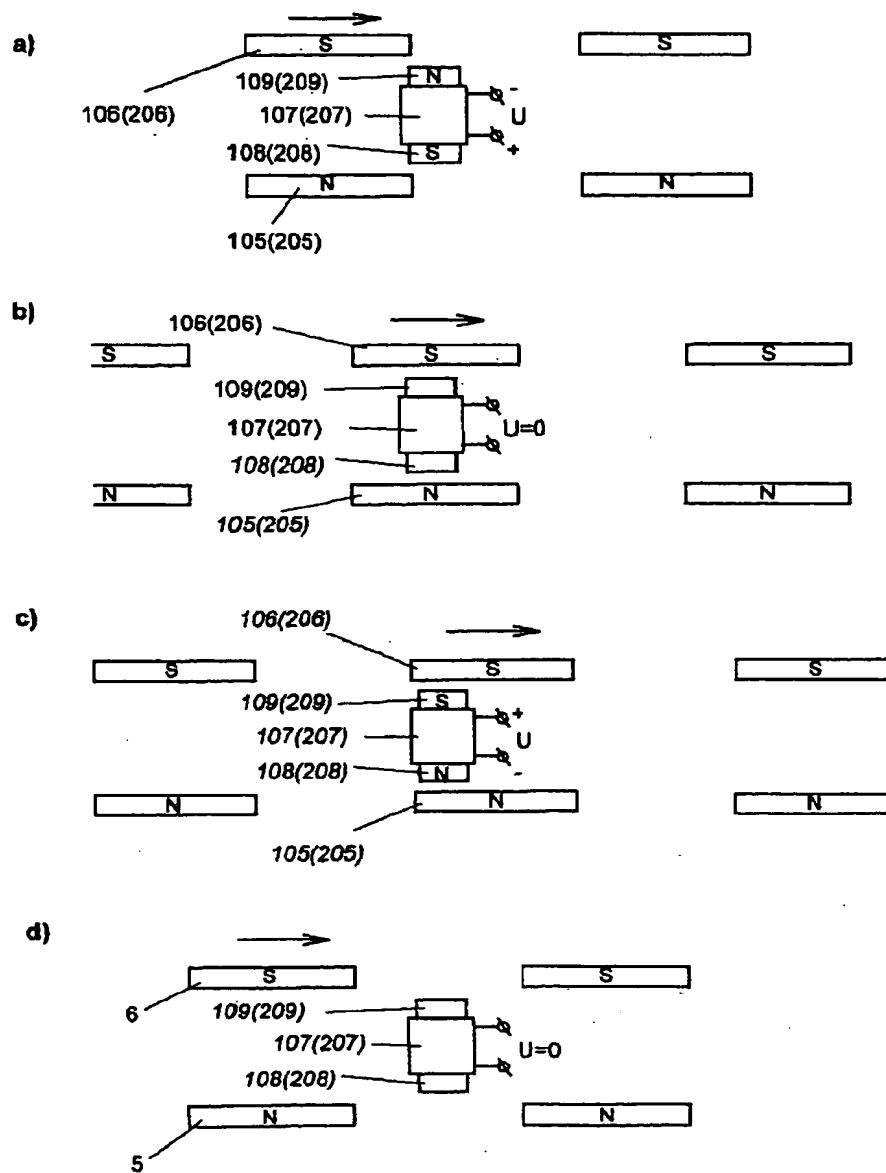 a)
S S
109(209) N -
106(206) 107(207) U
108(208) S +
N N
105(205)
b)
106(206)
S S S
109(209)
107(207) U=0
108(208)
N N N
105(205)
c)
106(206)
S S S
109(209) S +
107(207) U
108(208) N -
N N N
105(205)
d)
S S
6 109(209)
107(207) U=0
108(208)
N N
5